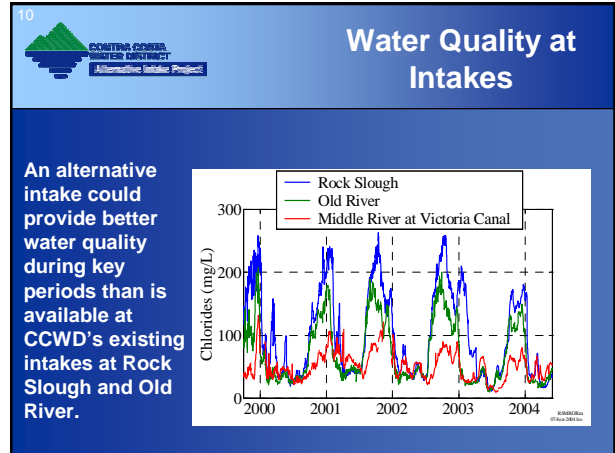 10
CONTRA COSTA
WATER DISTRICT
Alternative Intake Project
Water Quality at
Intakes
An alternative
intake could
provide better
water quality
during key
periods than is
available at
CCWD's existing
intakes at Rock
Slough and Old
River.
Rock Slough
Old River
Middle River at Victoria Canal
Chlorides (mg/L)
300
200
100
0
2000 2001 2002 2003 2004